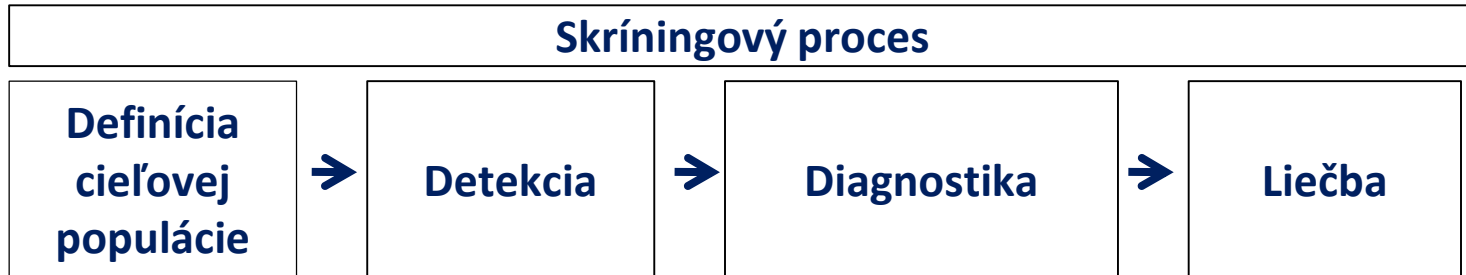 Skríningový proces
Definícia
cieľovej
populácie
Detekcia
Diagnostika
Liečba